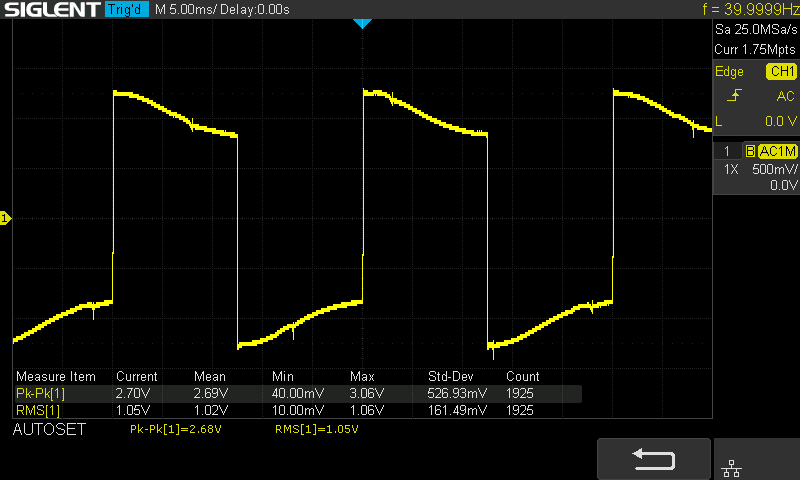 SIGLENT Trig'd M 5.00ms/ Delay:0.00s f = 39.9999Hz
Sa 25.0MSa/s
Curr 1.75Mpts
Edge CH1
AC
L 0.0 V
1 B AC1M
1X 500mV/
0.0V
1
Measure Item Current Mean Min Max Std-Dev Count
Pk-Pk[1] 2.70V 2.69V 40.00mV 3.06V 526.93mV 1925
RMS[1] 1.05V 1.02V 10.00mV 1.06V 161.49mV 1925
AUTOSET Pk-Pk[1]=2.68V RMS[1]=1.05V